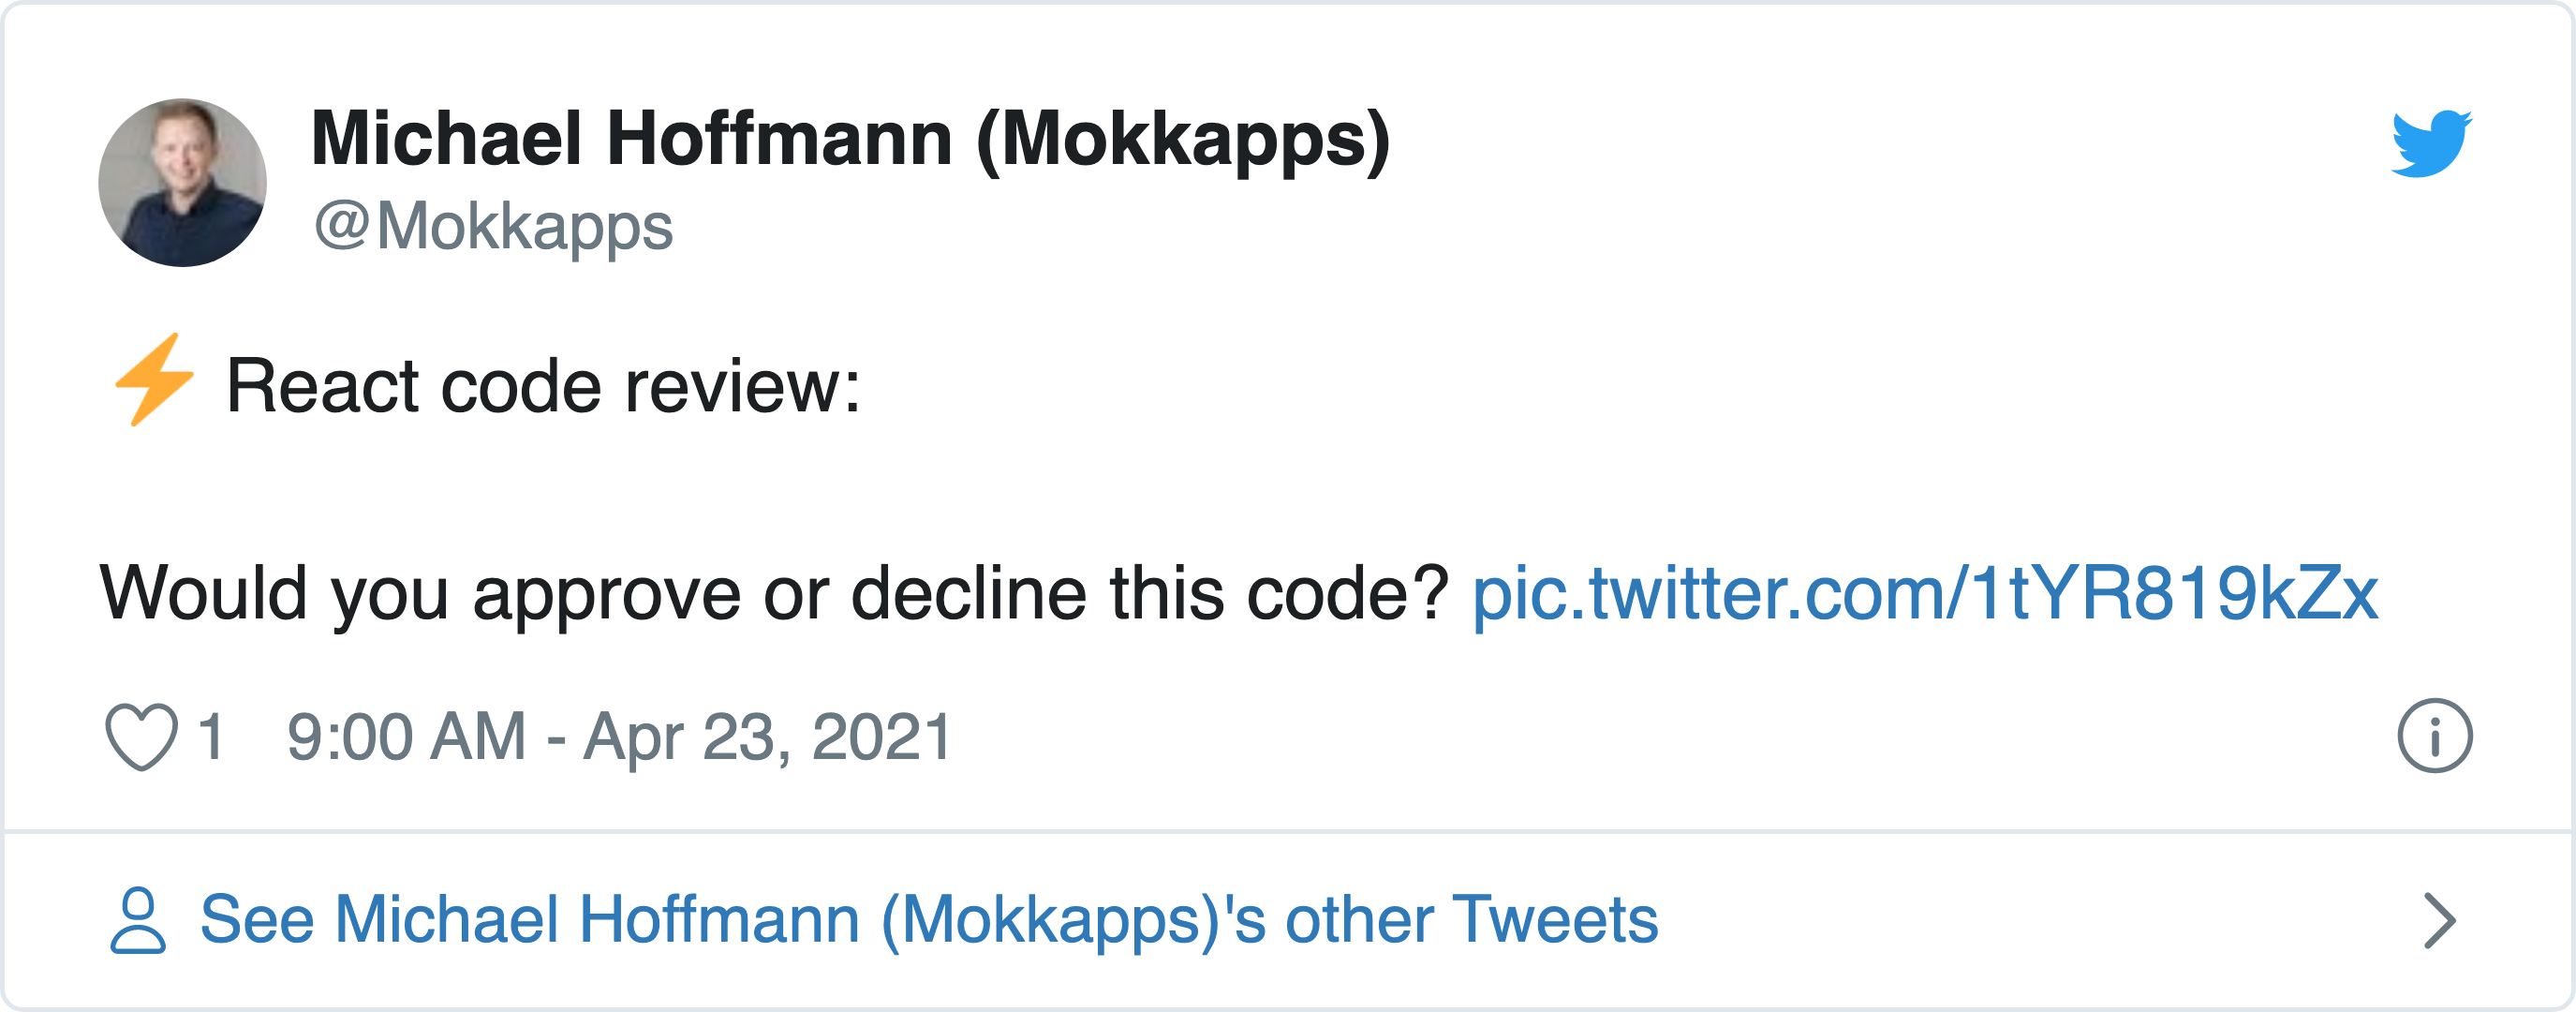 Michael Hoffmann (Mokkapps)
@Mokkapps
⚡ React code review:
Would you approve or decline this code? pic.twitter.com/1tYR819kZx
1 9:00 AM - Apr 23, 2021
See Michael Hoffmann (Mokkapps)'s other Tweets